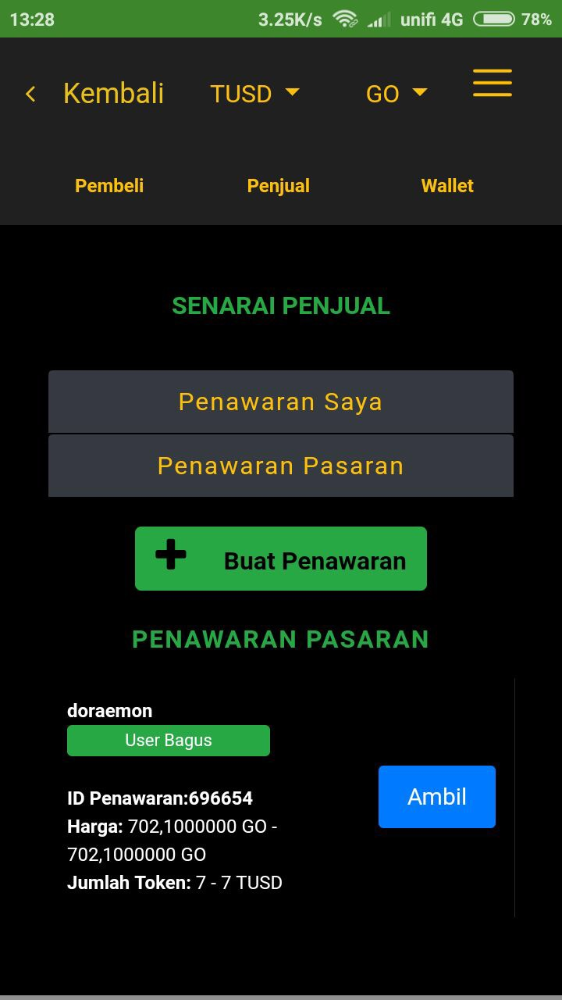 13:28 3.25K/s unifi 4G 78%
Kembali TUSD GO
Pembeli Penjual Wallet
SENARAI PENJUAL
Penawaran Saya
Penawaran Pasaran
Buat Penawaran
PENAWARAN PASARAN
doraemon
User Bagus
ID Penawaran:696654
Ambil
Harga: 702,1000000 GO -
702,1000000 GO
Jumlah Token: 7 - 7 TUSD